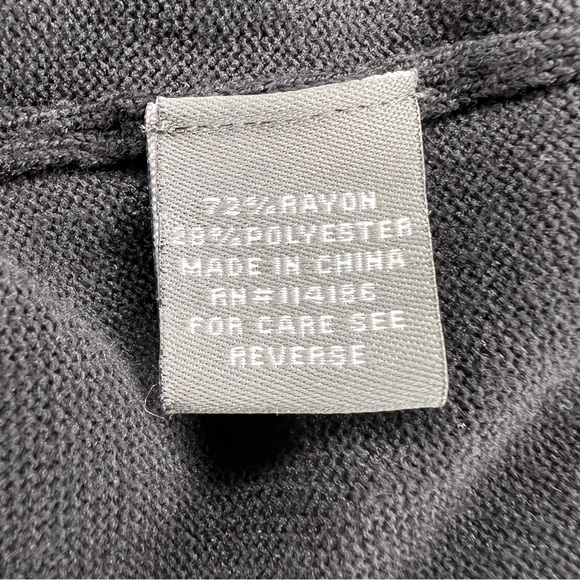 72%RAYON
28%POLYESTER
MADE IN CHINA
RN#114186
FOR CARE SEE
REVERSE